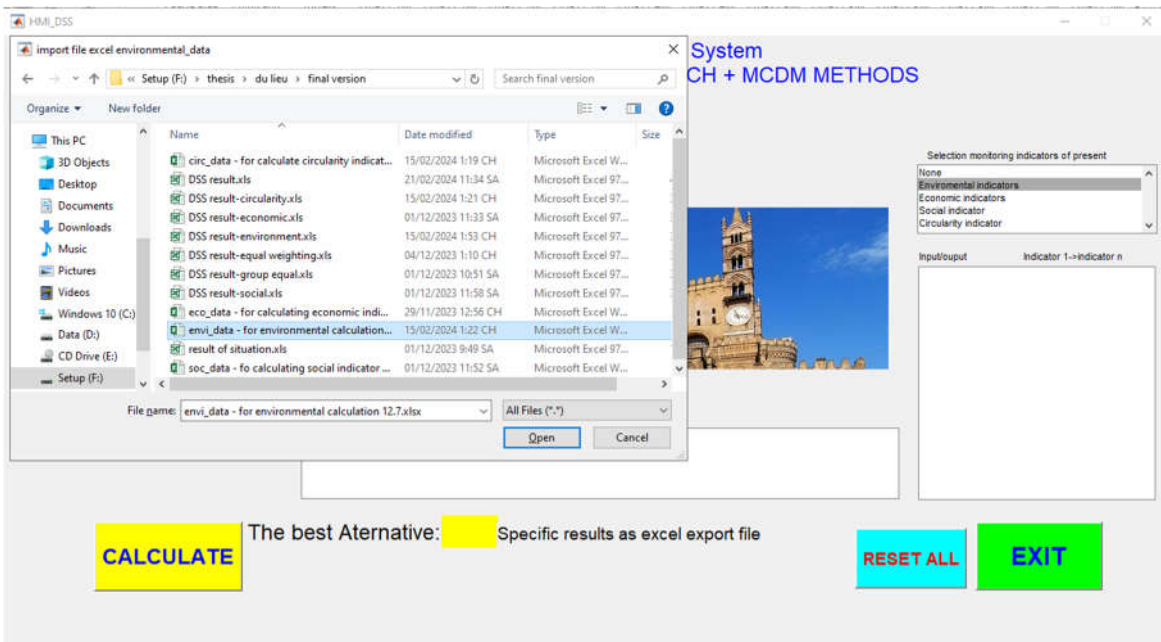 HMI_DSS
import file excel environmental_data
System
CH + MCDM METHODS
« Setup (F:) › thesis › du lieu › final version
Search final version
Organize
New folder
This PC
3D Objects
Desktop
Documents
Downloads
Music
Pictures
Videos
Windows 10 (C:)
Data (D:)
CD Drive (E:)
Setup (F:)
Name Date modified Type Size
circ_data - for calculate circularity indicat... 15/02/2024 1:19 CH Microsoft Excel W...
DSS result.xls 21/02/2024 11:34 SA Microsoft Excel 97...
DSS result-circularity.xls 15/02/2024 1:21 CH Microsoft Excel 97...
DSS result-economic.xls 01/12/2023 11:33 SA Microsoft Excel 97...
DSS result-environment.xls 15/02/2024 1:53 CH Microsoft Excel 97...
DSS result-equal weighting.xls 04/12/2023 1:10 CH Microsoft Excel 97...
DSS result-group equal.xls 01/12/2023 10:51 SA Microsoft Excel 97...
DSS result-social.xls 01/12/2023 11:58 SA Microsoft Excel 97...
eco_data - for calculating economic indi... 29/11/2023 12:56 CH Microsoft Excel W...
envi_data - for environmental calculation... 15/02/2024 1:22 CH Microsoft Excel W...
result of situation.xls 01/12/2023 9:49 SA Microsoft Excel 97...
soc_data - fo calculating social indicator ... 01/12/2023 11:52 SA Microsoft Excel W...
File name: envi_data - for environmental calculation 12.7.xlsx
All Files (*.*)
Open
Cancel
Selection monitoring indicators of present
None
Enviromental indicators
Economic indicators
Social indicator
Circularity indicator
Input/ouput Indicator 1->indicator n
CALCULATE
The best Aternative:
Specific results as excel export file
RESET ALL
EXIT